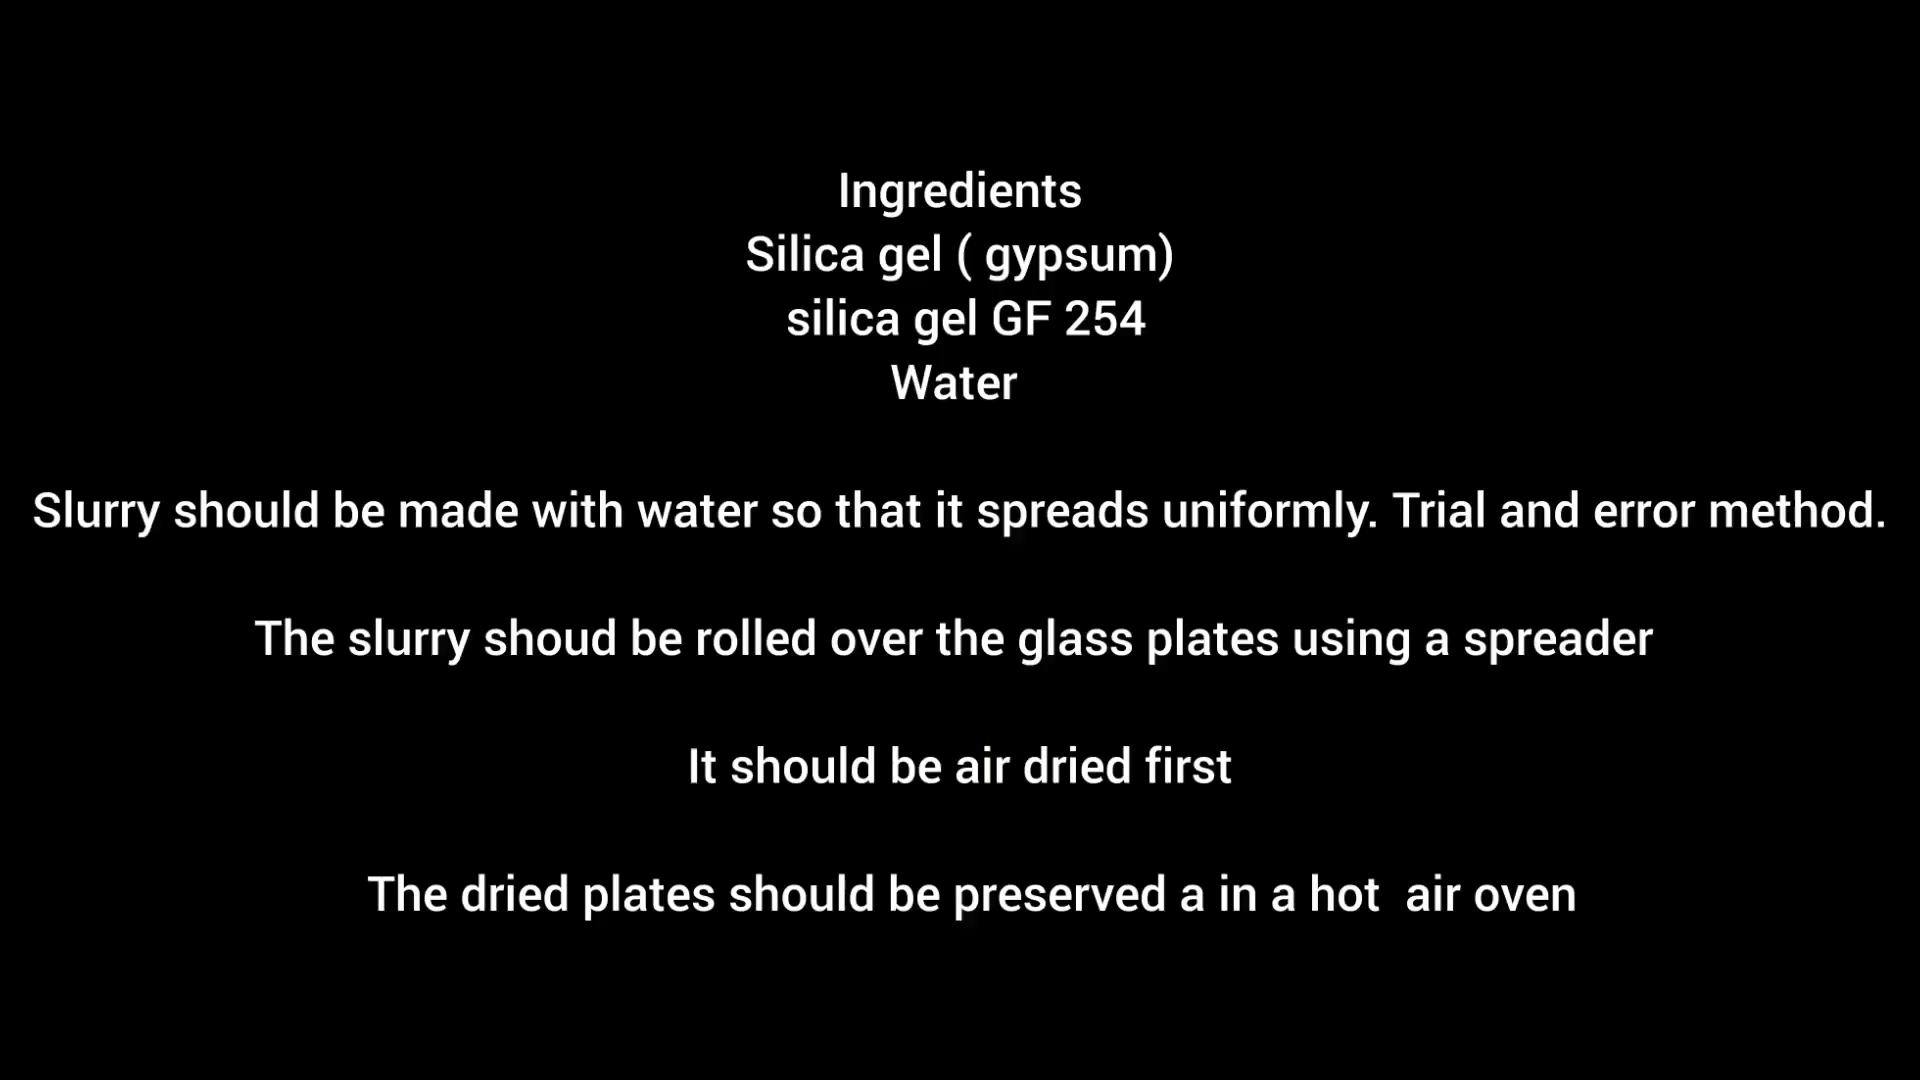 Ingredients
Silica gel ( gypsum)
silica gel GF 254
Water
Slurry should be made with water so that it spreads uniformly. Trial and error method.
The slurry shoud be rolled over the glass plates using a spreader
It should be air dried first
The dried plates should be preserved a in a hot  air oven